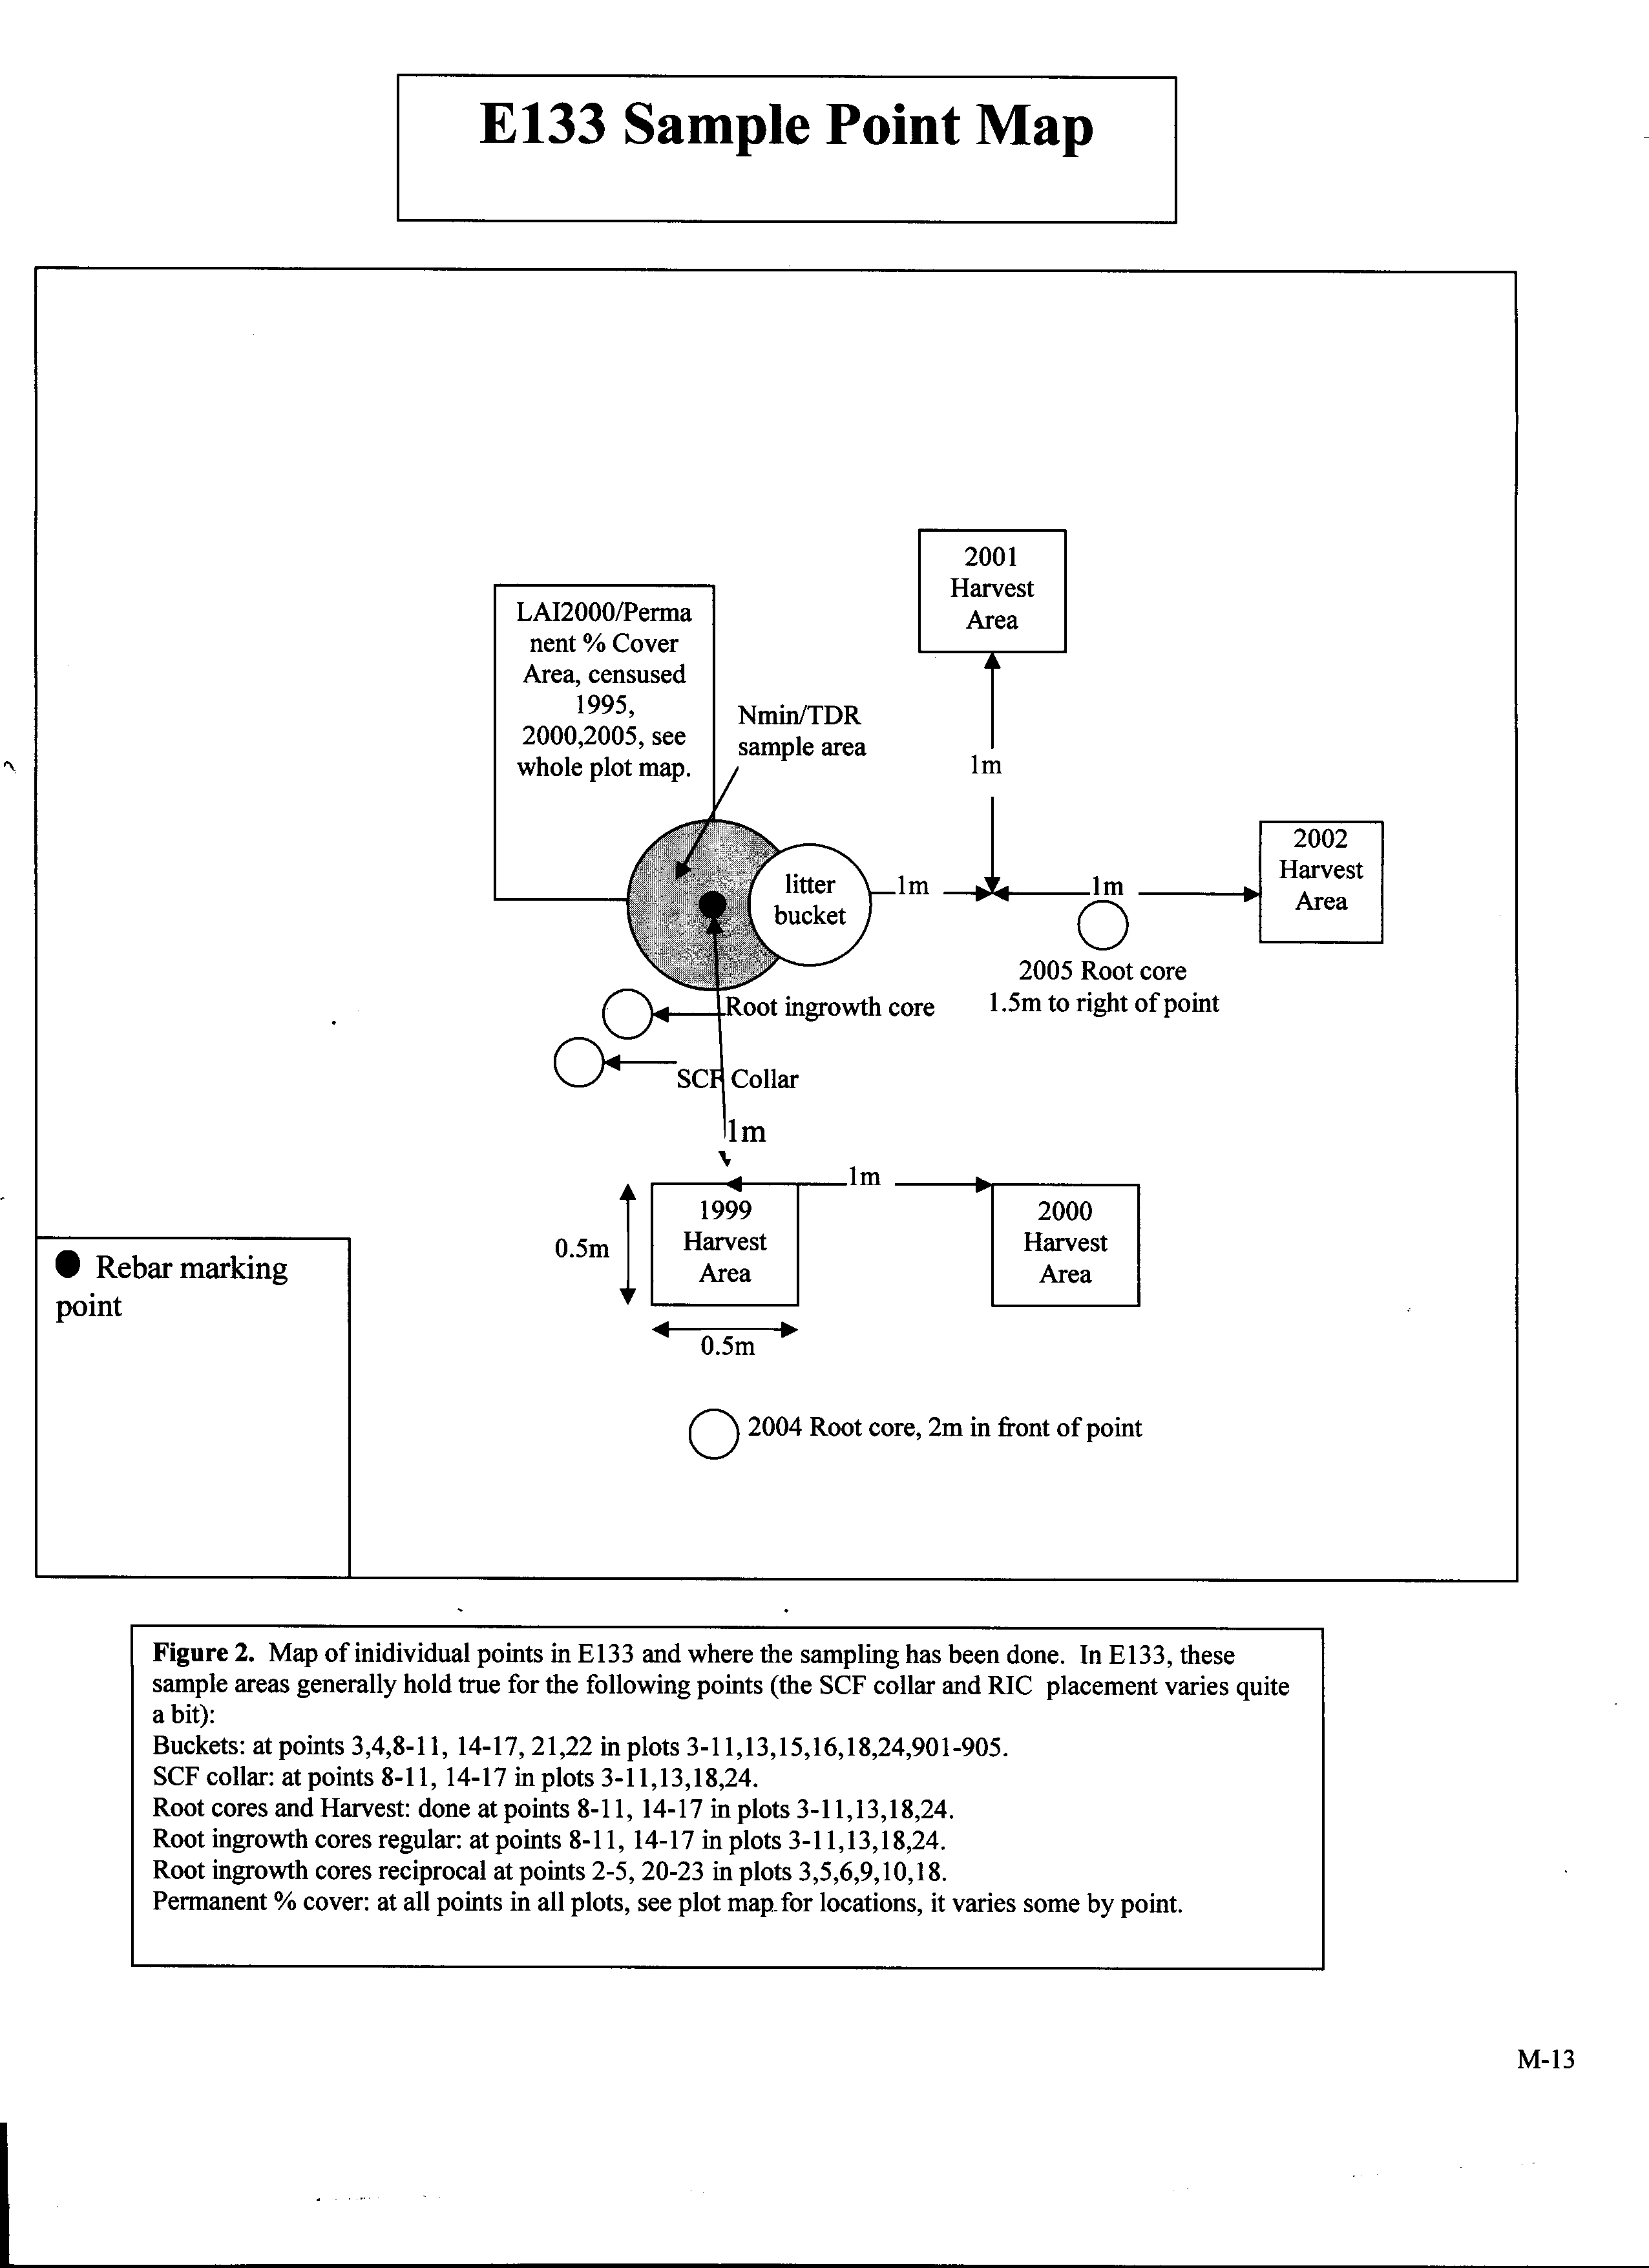 E133 Sample Point Map
2001
Harvest
Area
LAI2000/Perma
nent % Cover
Area, censused
1995,
2000,2005, see
whole plot map.
Nmin/TDR
sample area
1m
2002
Harvest
Area
litter
bucket
1m
1m
2005 Root core
1.5m to right of point
Root ingrowth core
SCF Collar
1m
1m
1999
Harvest
Area
2000
Harvest
Area
0.5m
0.5m
Rebar marking
point
2004 Root core, 2m in front of point
Figure 2. Map of inidividual points in E133 and where the sampling has been done. In E133, these
sample areas generally hold true for the following points (the SCF collar and RIC placement varies quite
a bit):
Buckets: at points 3,4,8-11, 14-17, 21,22 in plots 3-11,13,15,16,18,24,901-905.
SCF collar: at points 8-11, 14-17 in plots 3-11,13,18,24.
Root cores and Harvest: done at points 8-11, 14-17 in plots 3-11,13,18,24.
Root ingrowth cores regular: at points 8-11, 14-17 in plots 3-11,13,18,24.
Root ingrowth cores reciprocal at points 2-5, 20-23 in plots 3,5,6,9,10,18.
Permanent % cover: at all points in all plots, see plot map for locations, it varies some by point.
M-13